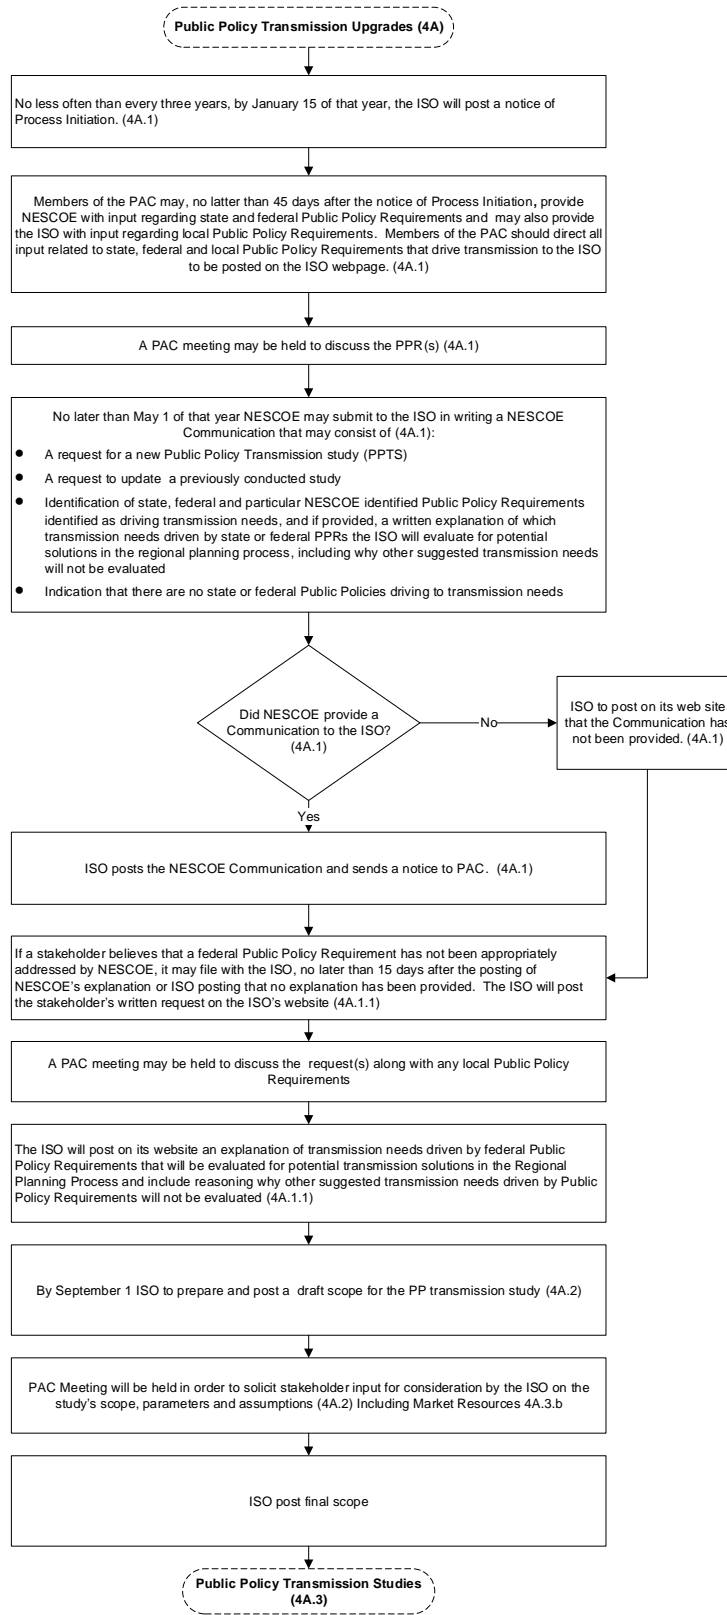 Public Policy Transmission Upgrades (4A)
No less often than every three years, by January 15 of that year, the ISO will post a notice of
Process Initiation. (4A.1)
Members of the PAC may, no latter than 45 days after the notice of Process Initiation, provide
NESCOE with input regarding state and federal Public Policy Requirements and  may also provide
the ISO with input regarding local Public Policy Requirements.  Members of the PAC should direct all
input related to state, federal and local Public Policy Requirements that drive transmission to the ISO
to be posted on the ISO webpage. (4A.1)
A PAC meeting may be held to discuss the PPR(s) (4A.1)
No later than May 1 of that year NESCOE may submit to the ISO in writing a NESCOE
Communication that may consist of (4A.1):
● A request for a new Public Policy Transmission study (PPTS)
● A request to update  a previously conducted study
● Identification of state, federal and particular NESCOE identified Public Policy Requirements
identified as driving transmission needs, and if provided, a written explanation of which
transmission needs driven by state or federal PPRs the ISO will evaluate for potential
solutions in the regional planning process, including why other suggested transmission needs
will not be evaluated
● Indication that there are no state or federal Public Policies driving to transmission needs
Did NESCOE provide a
Communication to the ISO?
(4A.1)
No
ISO to post on its web site
that the Communication has
not been provided. (4A.1)
Yes
ISO posts the NESCOE Communication and sends a notice to PAC.  (4A.1)
If a stakeholder believes that a federal Public Policy Requirement has not been appropriately
addressed by NESCOE, it may file with the ISO, no later than 15 days after the posting of
NESCOE's explanation or ISO posting that no explanation has been provided.  The ISO will post
the stakeholder's written request on the ISO's website (4A.1.1)
A PAC meeting may be held to discuss the  request(s) along with any local Public Policy
Requirements
The ISO will post on its website an explanation of transmission needs driven by federal Public
Policy Requirements that will be evaluated for potential transmission solutions in the Regional
Planning Process and include reasoning why other suggested transmission needs driven by Public
Policy Requirements will not be evaluated (4A.1.1)
By September 1 ISO to prepare and post a  draft scope for the PP transmission study (4A.2)
PAC Meeting will be held in order to solicit stakeholder input for consideration by the ISO on the
study's scope, parameters and assumptions (4A.2) Including Market Resources 4A.3.b
ISO post final scope
Public Policy Transmission Studies
(4A.3)